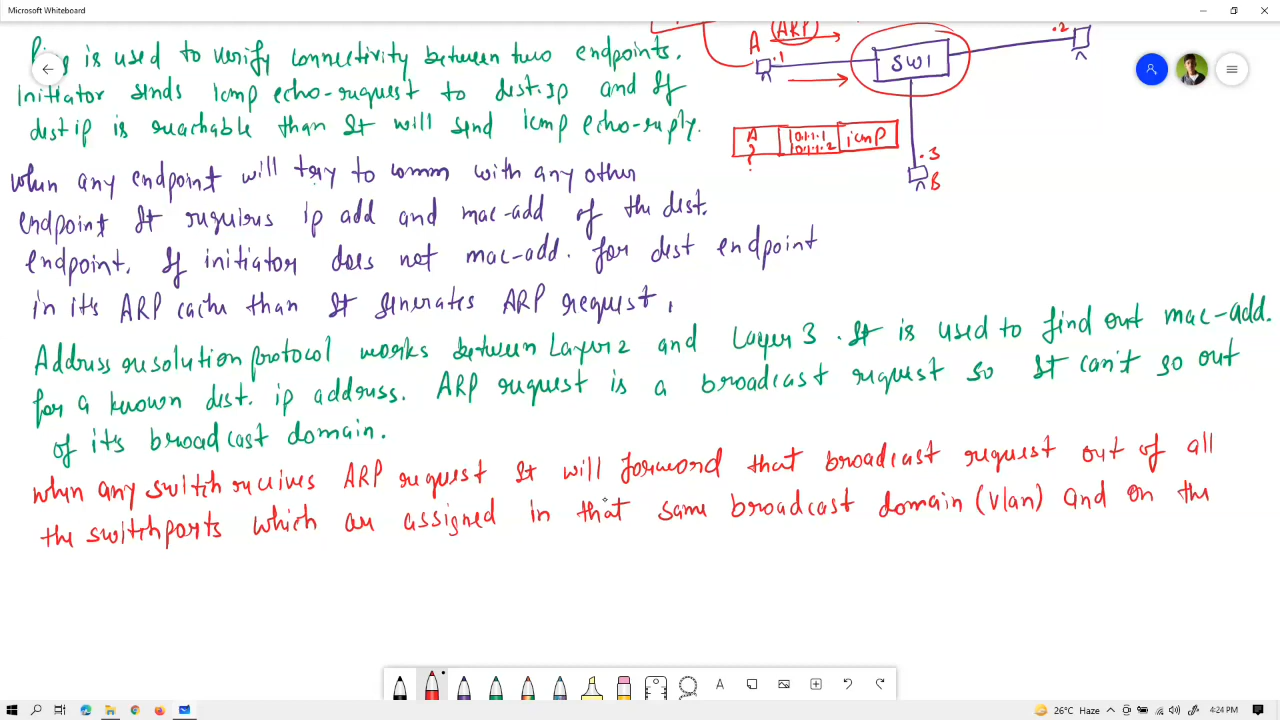 Microsoft Whiteboard
Ping is used to verify connectivity between two endpoints.
initiator sends icmp echo-request to dest.ip and if
dest ip is reachable than It will send icmp echo-reply.
when any endpoint will try to comm with any other
endpoint It requires ip add and mac-add of the dest.
endpoint. If initiator does not mac-add. for dest endpoint
in its ARP cache than It generates ARP request,
Address resolution protocol works between Layer 2 and Layer 3. It is used to find out mac-add.
for a known dest. ip address. ARP request is a broadcast request so It can't go out
of its broadcast domain.
when any switch receives ARP request It will forword that broadcast request out of all
the switchports which are assigned in that same broadcast domain (Vlan) and on the
(ARP)
A
.1
SW1
.2
.3
B
A
?
?
10.1.1.1
10.1.1.2
icmp
A
26°C Haze
4:24 PM